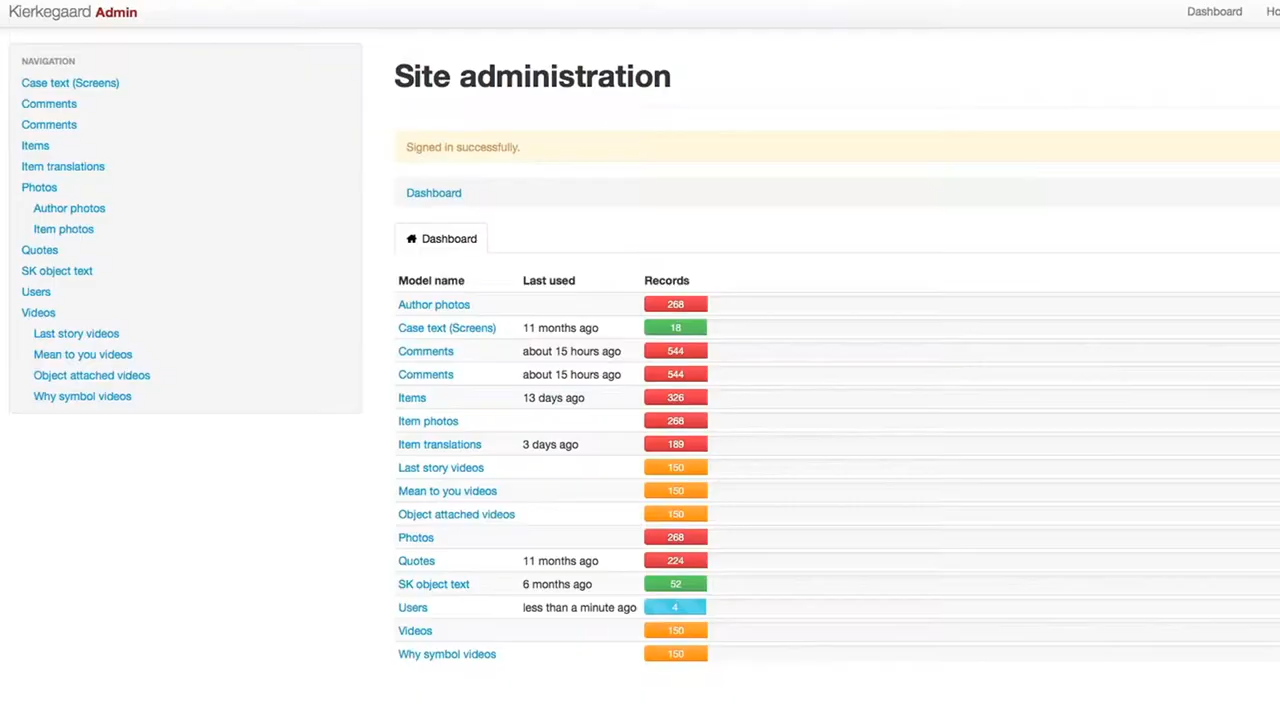 Kierkegaard Admin
Dashboard
NAVIGATION
Case text (Screens)
Comments
Comments
Items
Item translations
Photos
Author photos
Item photos
Quotes
SK object text
Users
Videos
Last story videos
Mean to you videos
Object attached videos
Why symbol videos
Site administration
Signed in successfully.
Dashboard
Dashboard
Model name Last used Records
Author photos 268
Case text (Screens) 11 months ago 18
Comments about 15 hours ago 544
Comments about 15 hours ago 544
Items 13 days ago 326
Item photos 268
Item translations 3 days ago 189
Last story videos 150
Mean to you videos 150
Object attached videos 150
Photos 268
Quotes 11 months ago 224
SK object text 6 months ago 52
Users less than a minute ago 4
Videos 150
Why symbol videos 150